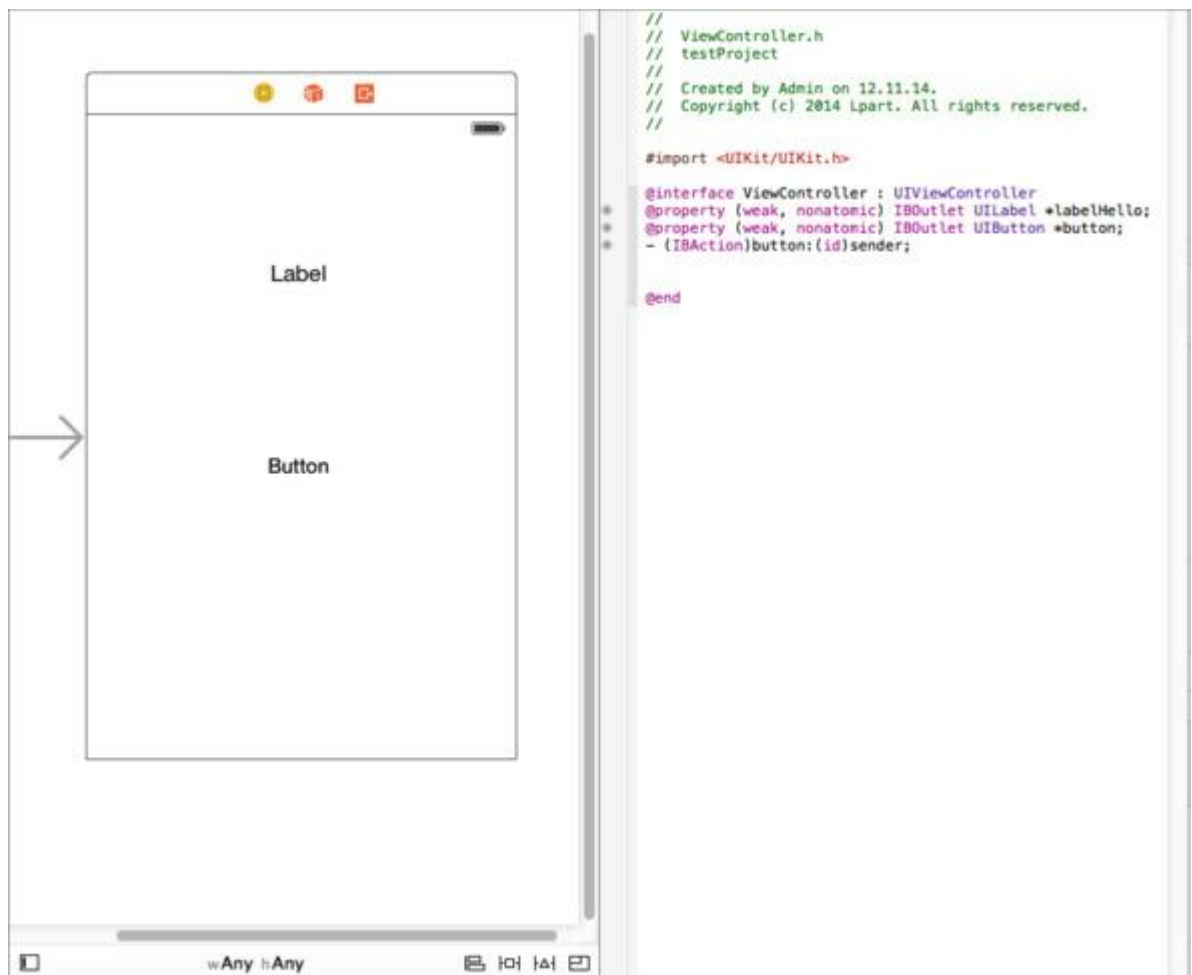 Label
Button
wAny hAny
//
//  ViewController.h
//  testProject
//
//  Created by Admin on 12.11.14.
//  Copyright (c) 2014 Lpart. All rights reserved.
//
#import <UIKit/UIKit.h>
@interface ViewController : UIViewController
@property (weak, nonatomic) IBOutlet UILabel *labelHello;
@property (weak, nonatomic) IBOutlet UIButton *button;
- (IBAction)button:(id)sender;
@end